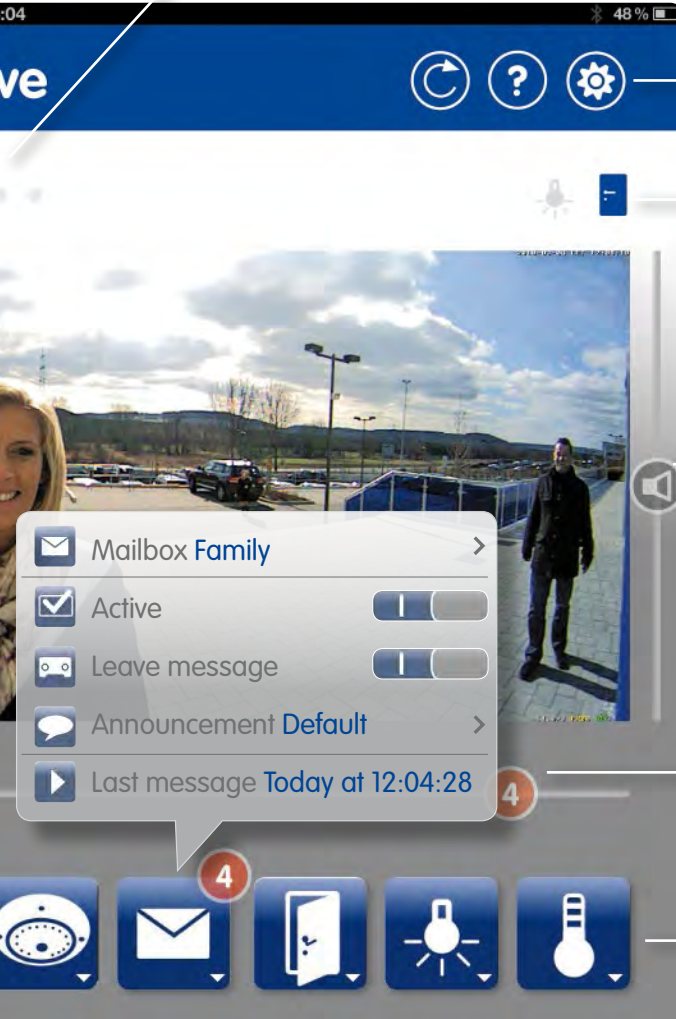 :04
48 %
ve
?
Mailbox Family
Active
Leave message
Announcement Default
Last message Today at 12:04:28
4
4